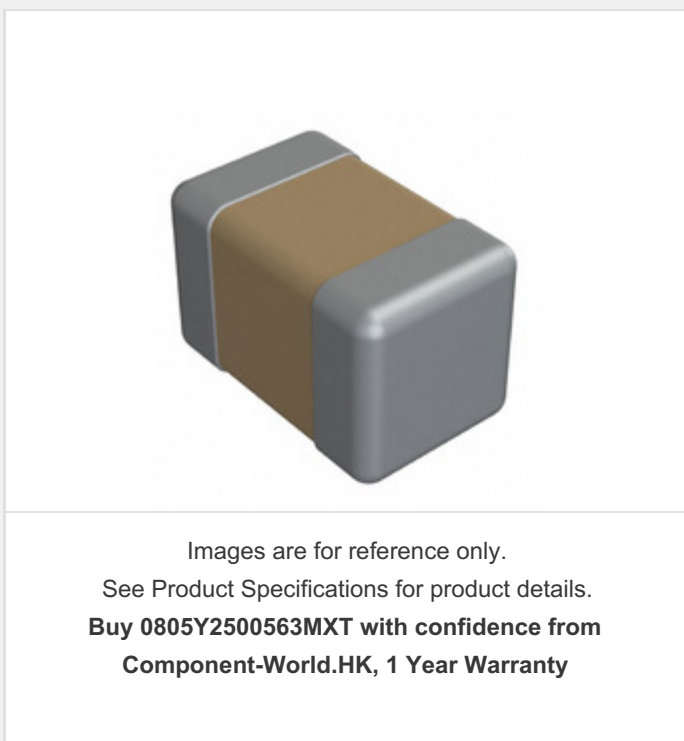 Images are for reference only.
See Product Specifications for product details.
Buy 0805Y2500563MXT with confidence from
Component-World.HK, 1 Year Warranty